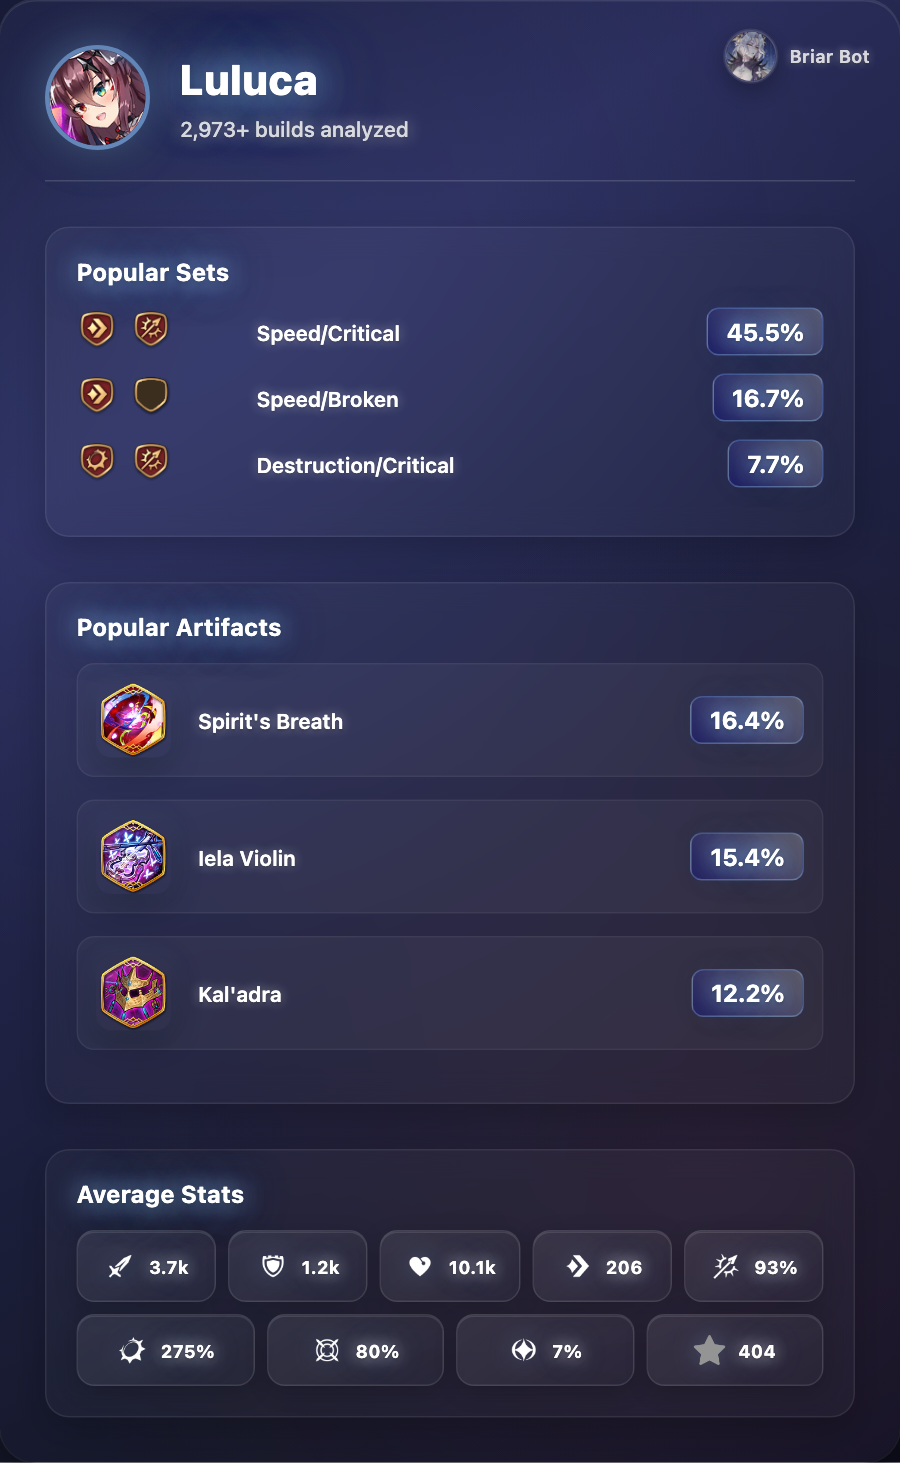 Luluca
2,973+ builds analyzed
Briar Bot
Popular Sets
Speed/Critical
45.5%
Speed/Broken
16.7%
Destruction/Critical
7.7%
Popular Artifacts
Spirit's Breath
16.4%
Iela Violin
15.4%
Kal'adra
12.2%
Average Stats
3.7k
1.2k
10.1k
206
93%
275%
80%
7%
404